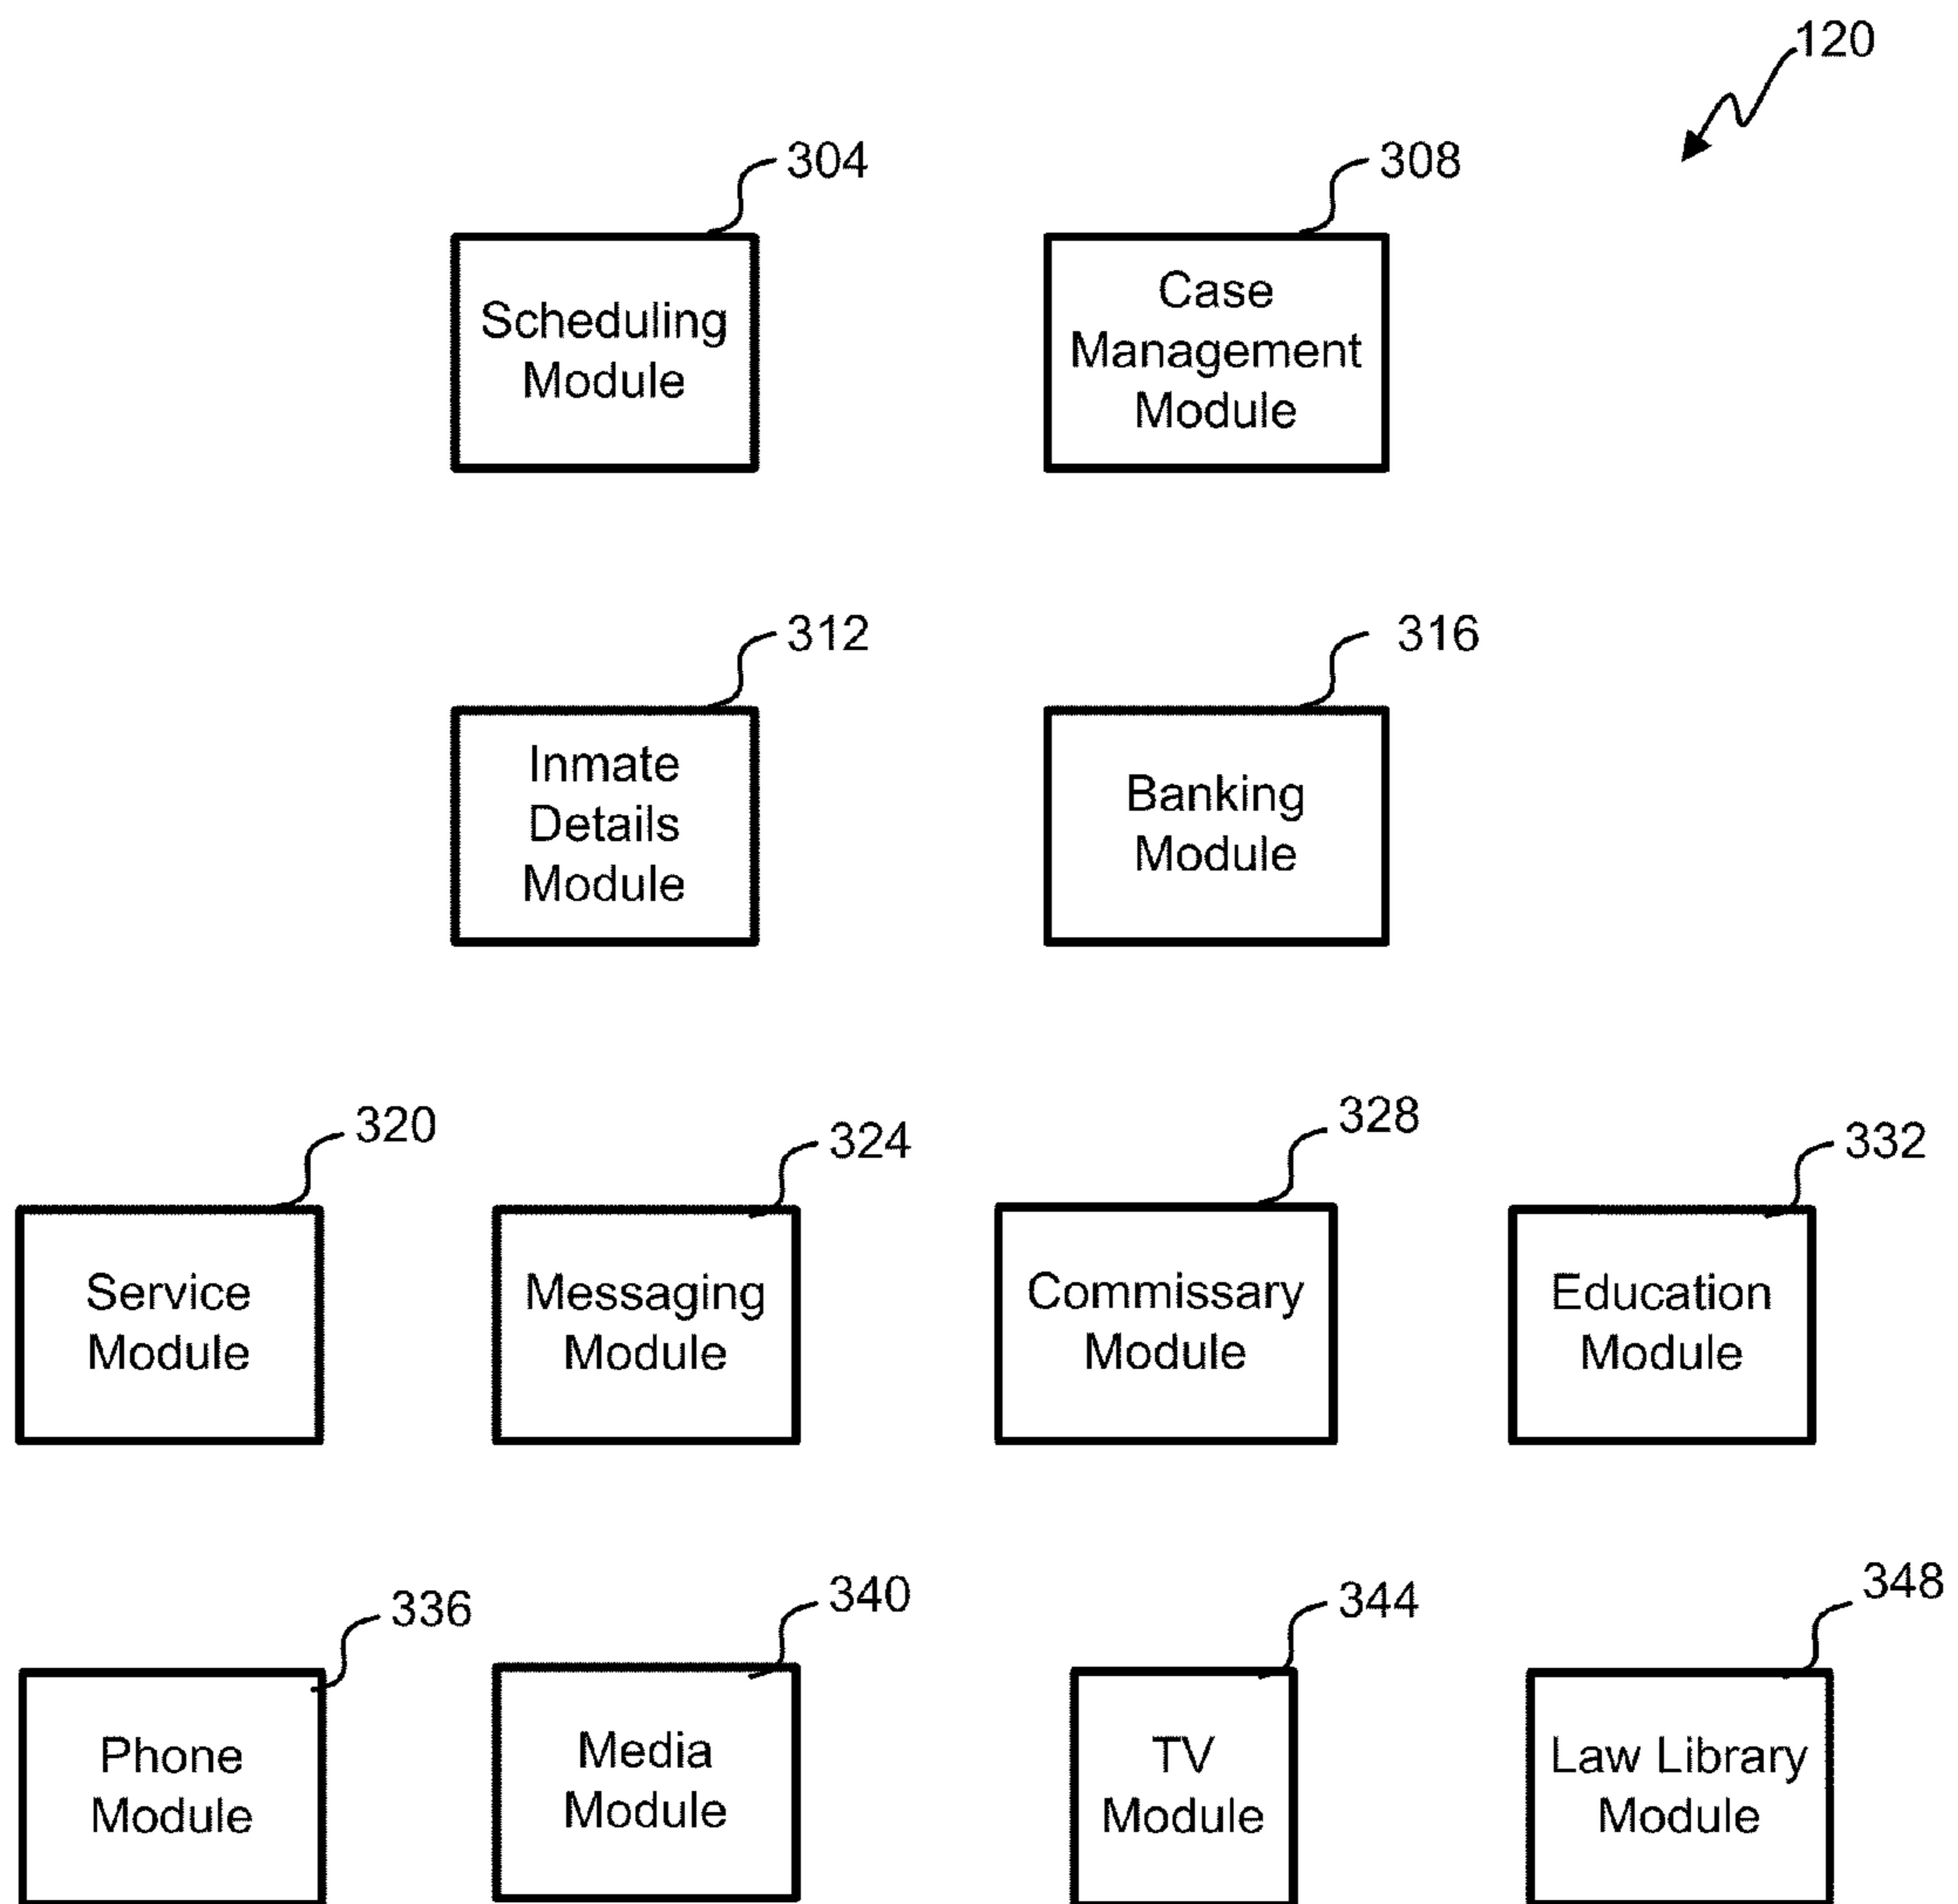 120
304
308
Scheduling
Module
Case
Management
Module
312
316
Inmate
Details
Module
Banking
Module
320
324
328
332
Service
Module
Messaging
Module
Commissary
Module
Education
Module
336
340
344
348
Phone
Module
Media
Module
TV
Module
Law Library
Module